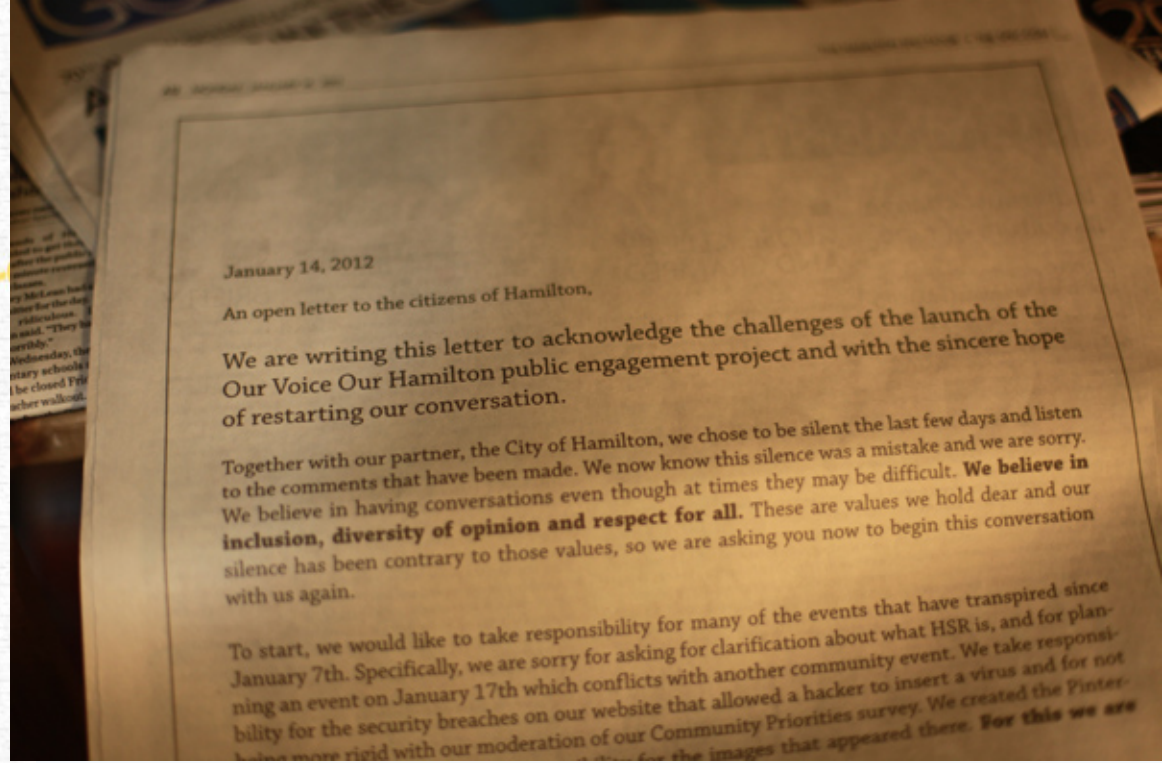 January 14, 2012
An open letter to the citizens of Hamilton,
We are writing this letter to acknowledge the challenges of the launch of the
Our Voice Our Hamilton public engagement project and with the sincere hope
of restarting our conversation.
Together with our partner, the City of Hamilton, we chose to be silent the last few days and listen
to the comments that have been made. We now know this silence was a mistake and we are sorry.
We believe in having conversations even though at times they may be difficult. We believe in
inclusion, diversity of opinion and respect for all. These are values we hold dear and our
silence has been contrary to those values, so we are asking you now to begin this conversation
with us again.
To start, we would like to take responsibility for many of the events that have transpired since
January 7th. Specifically, we are sorry for asking for clarification about what HSR is, and for plan-
ning an event on January 17th which conflicts with another community event. We take responsi-
bility for the security breaches on our website that allowed a hacker to insert a virus and for not
being more rigid with our moderation of our Community Priorities survey. We created the Pinter-
for the images that appeared there. For this we are
ridiculous.
said. "They
Wednesday, the
be closed Fri
walkout.